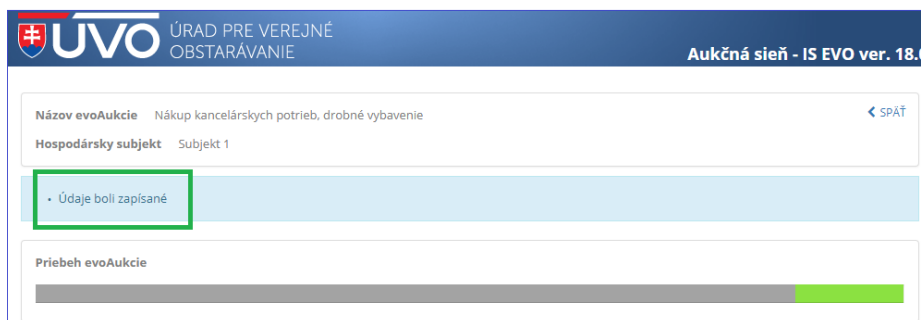 ÚVO ÚRAD PRE VEREJNÉ
OBSTARÁVANIE
Aukčná sieň - IS EVO ver. 18.
Názov evoAukcie Nákup kancelárskych potrieb, drobné vybavenie
SPÄŤ
Hospodársky subjekt Subjekt 1
• Údaje boli zapísané
Priebeh evoAukcie